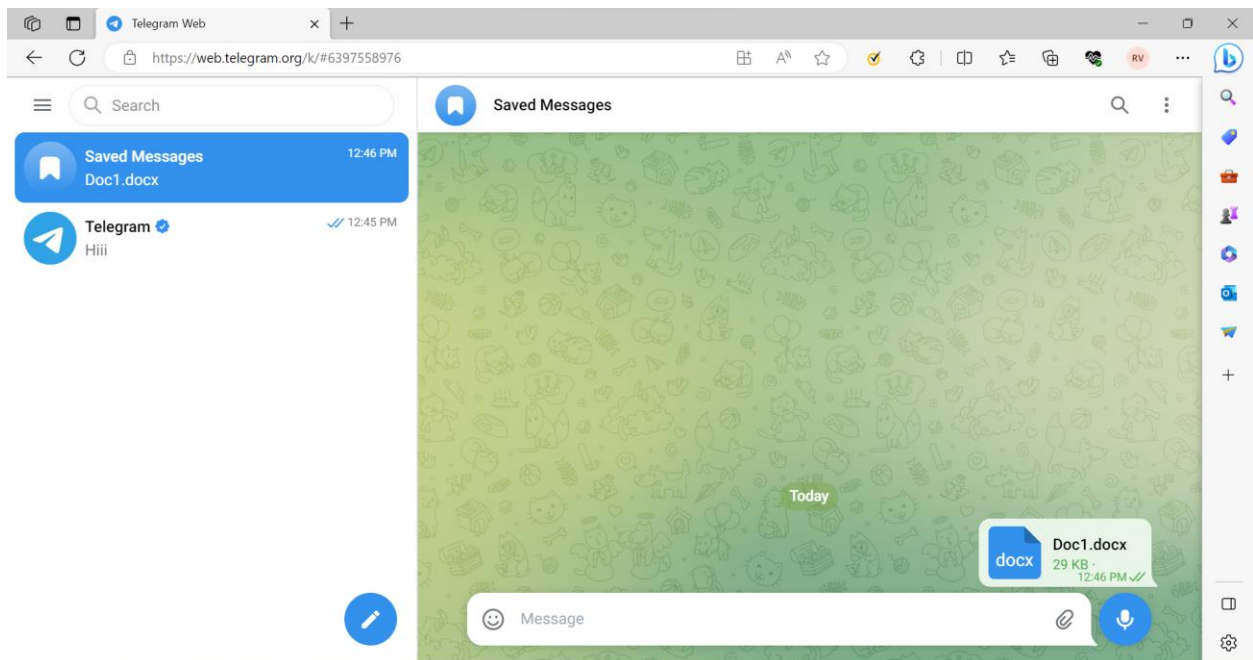 Telegram Web
https://web.telegram.org/k/#6397558976
RV
Search
Saved Messages
12:46 PM
Doc1.docx
Telegram
12:45 PM
Hiii
Saved Messages
Today
docx
Doc1.docx
29 KB ·
12:46 PM
Message